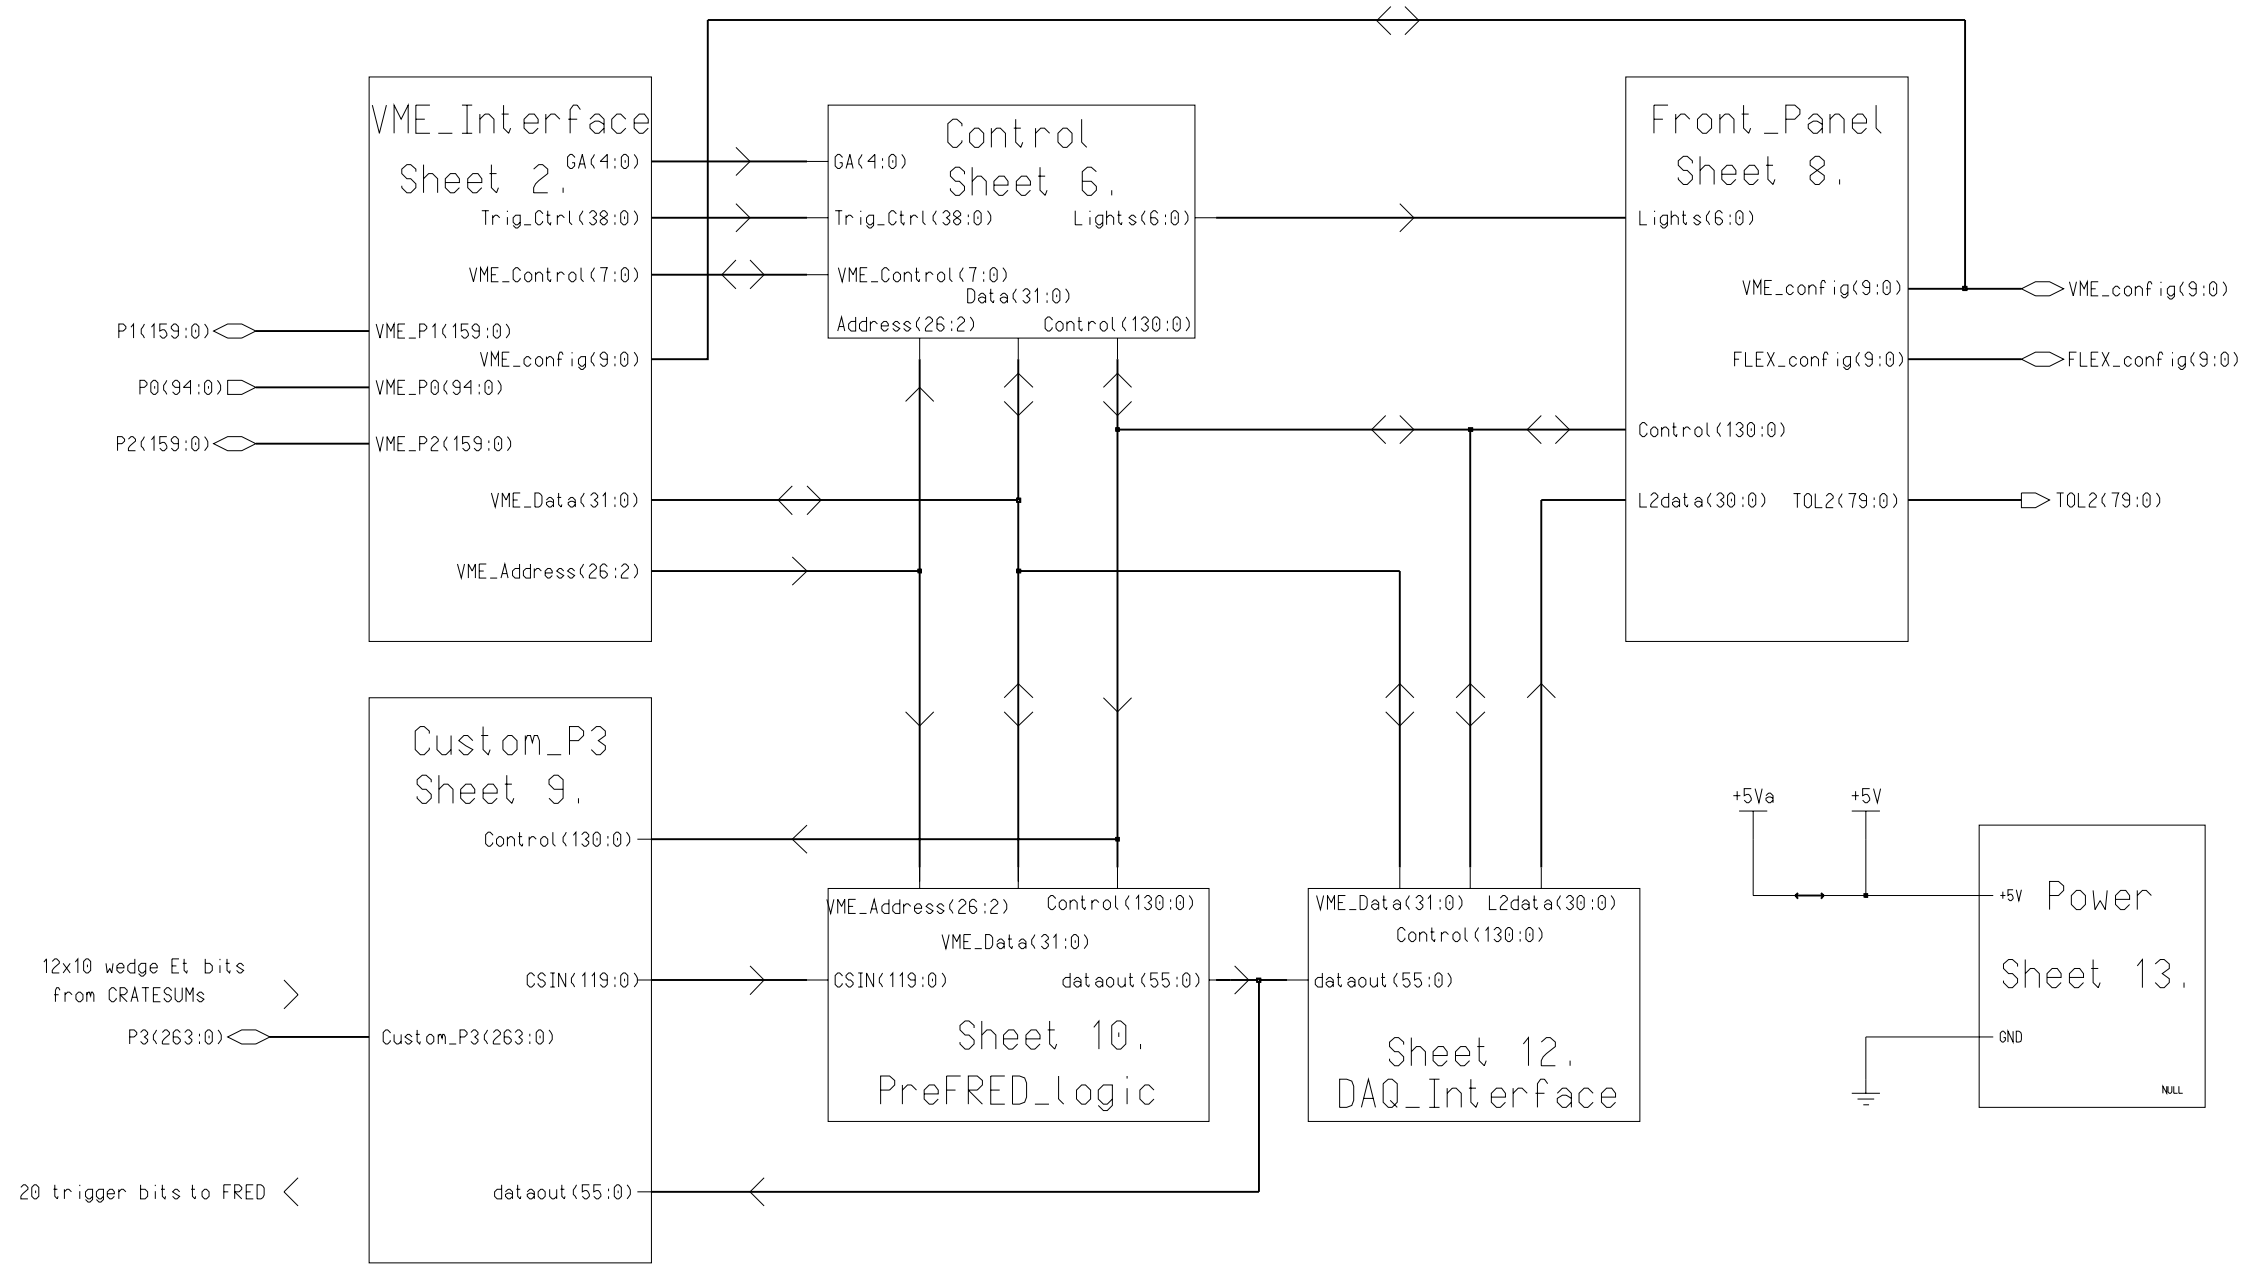 VME_Interface
Sheet 2.
GA(4:0)
Trig_Ctrl(38:0)
VME_Control(7:0)
P1(159:0)
VME_P1(159:0)
VME_config(9:0)
P0(94:0)
VME_P0(94:0)
P2(159:0)
VME_P2(159:0)
VME_Data(31:0)
VME_Address(26:2)
Control
Sheet 6.
GA(4:0)
Trig_Ctrl(38:0)
Lights(6:0)
VME_Control(7:0)
Data(31:0)
Address(26:2)
Control(130:0)
Front_Panel
Sheet 8.
Lights(6:0)
VME_config(9:0)
VME_config(9:0)
FLEX_config(9:0)
FLEX_config(9:0)
Control(130:0)
L2data(30:0)
TOL2(79:0)
TOL2(79:0)
Custom_P3
Sheet 9.
Control(130:0)
CSIN(119:0)
12x10 wedge Et bits
from CRATESUMs
P3(263:0)
Custom_P3(263:0)
20 trigger bits to FRED
dataout(55:0)
VME_Address(26:2)
Control(130:0)
VME_Data(31:0)
CSIN(119:0)
dataout(55:0)
Sheet 10.
PreFRED_logic
VME_Data(31:0)
L2data(30:0)
Control(130:0)
dataout(55:0)
Sheet 12.
DAQ_Interface
+5Va
+5V
+5V
Power
Sheet 13.
GND
NULL